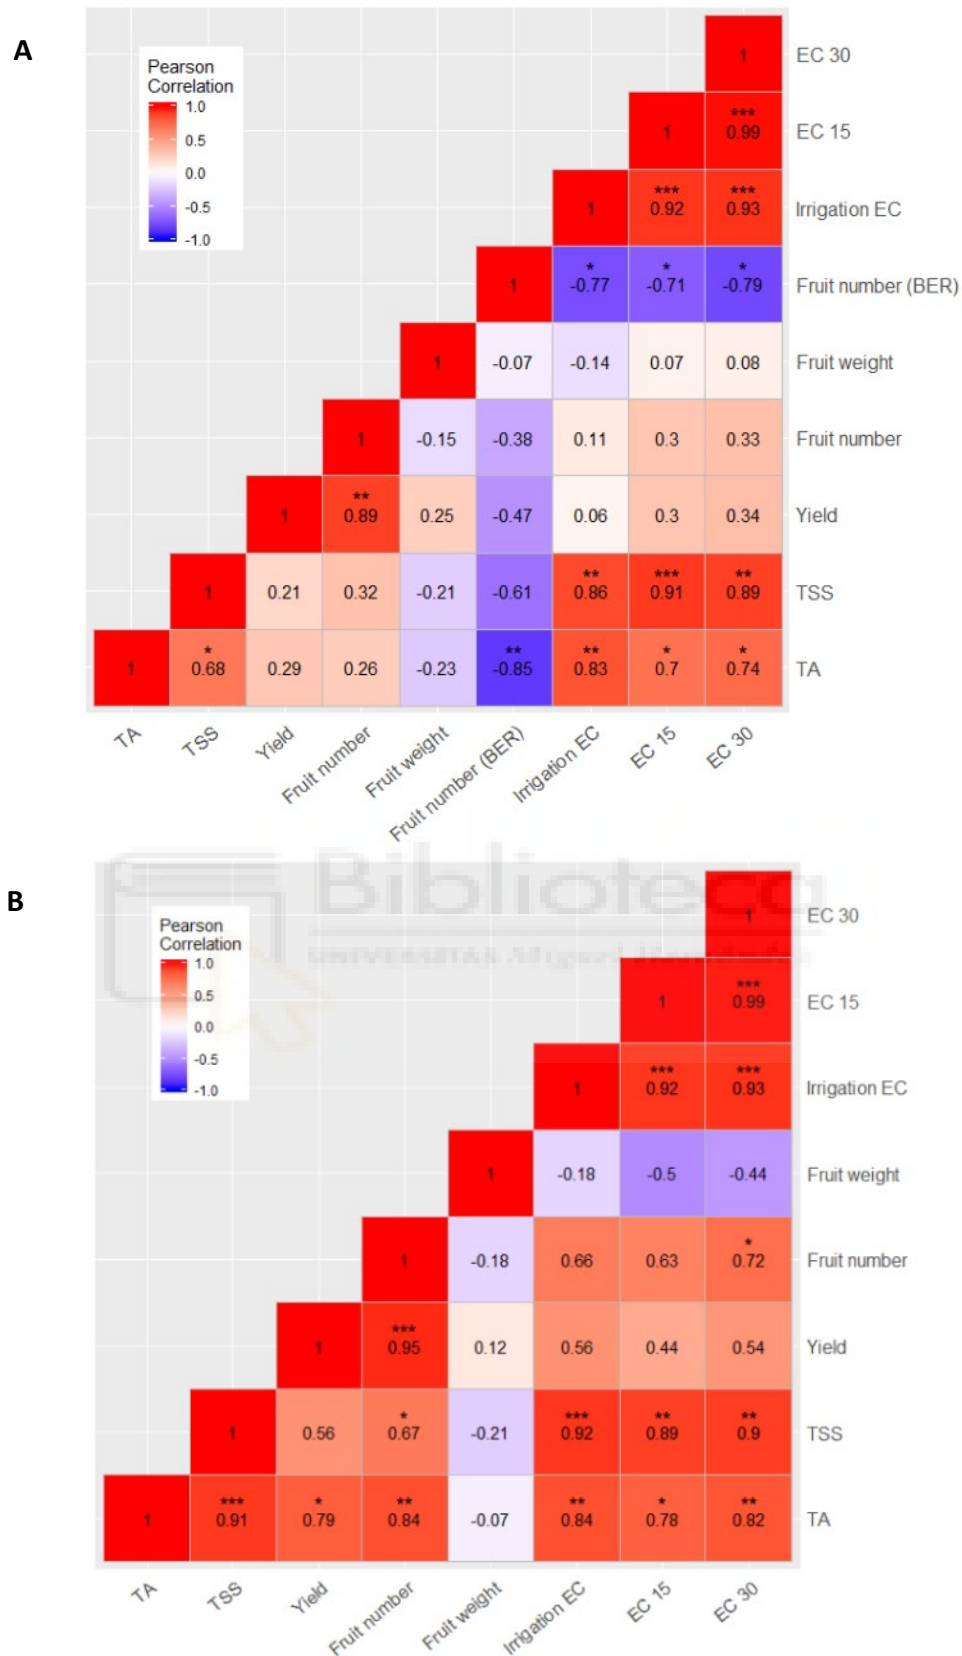 A
Pearson
Correlation
1.0
0.5
0.0
-0.5
-1.0
1 EC 30
***
1 0.99 EC 15
*** ***
1 0.92 0.93 Irrigation EC
* * *
1 -0.77 -0.71 -0.79 Fruit number (BER)
1 -0.07 -0.14 0.07 0.08 Fruit weight
1 -0.15 -0.38 0.11 0.3 0.33 Fruit number
**
1 0.89 0.25 -0.47 0.06 0.3 0.34 Yield
** *** **
1 0.21 0.32 -0.21 -0.61 0.86 0.91 0.89 TSS
* ** ** * *
1 0.68 0.29 0.26 -0.23 -0.85 0.83 0.7 0.74 TA
TA TSS Yield Fruit number Fruit weight Fruit number (BER) Irrigation EC EC 15 EC 30
Biblioteca
UNIVERSITAS Miguel Hernández
B
Pearson
Correlation
1.0
0.5
0.0
-0.5
-1.0
1 EC 30
***
1 0.99 EC 15
*** ***
1 0.92 0.93 Irrigation EC
1 -0.18 -0.5 -0.44 Fruit weight
*
1 -0.18 0.66 0.63 0.72 Fruit number
***
1 0.95 0.12 0.56 0.44 0.54 Yield
* *** ** **
1 0.56 0.67 -0.21 0.92 0.89 0.9 TSS
*** * ** ** * **
1 0.91 0.79 0.84 -0.07 0.84 0.78 0.82 TA
TA TSS Yield Fruit number Fruit weight Irrigation EC EC 15 EC 30